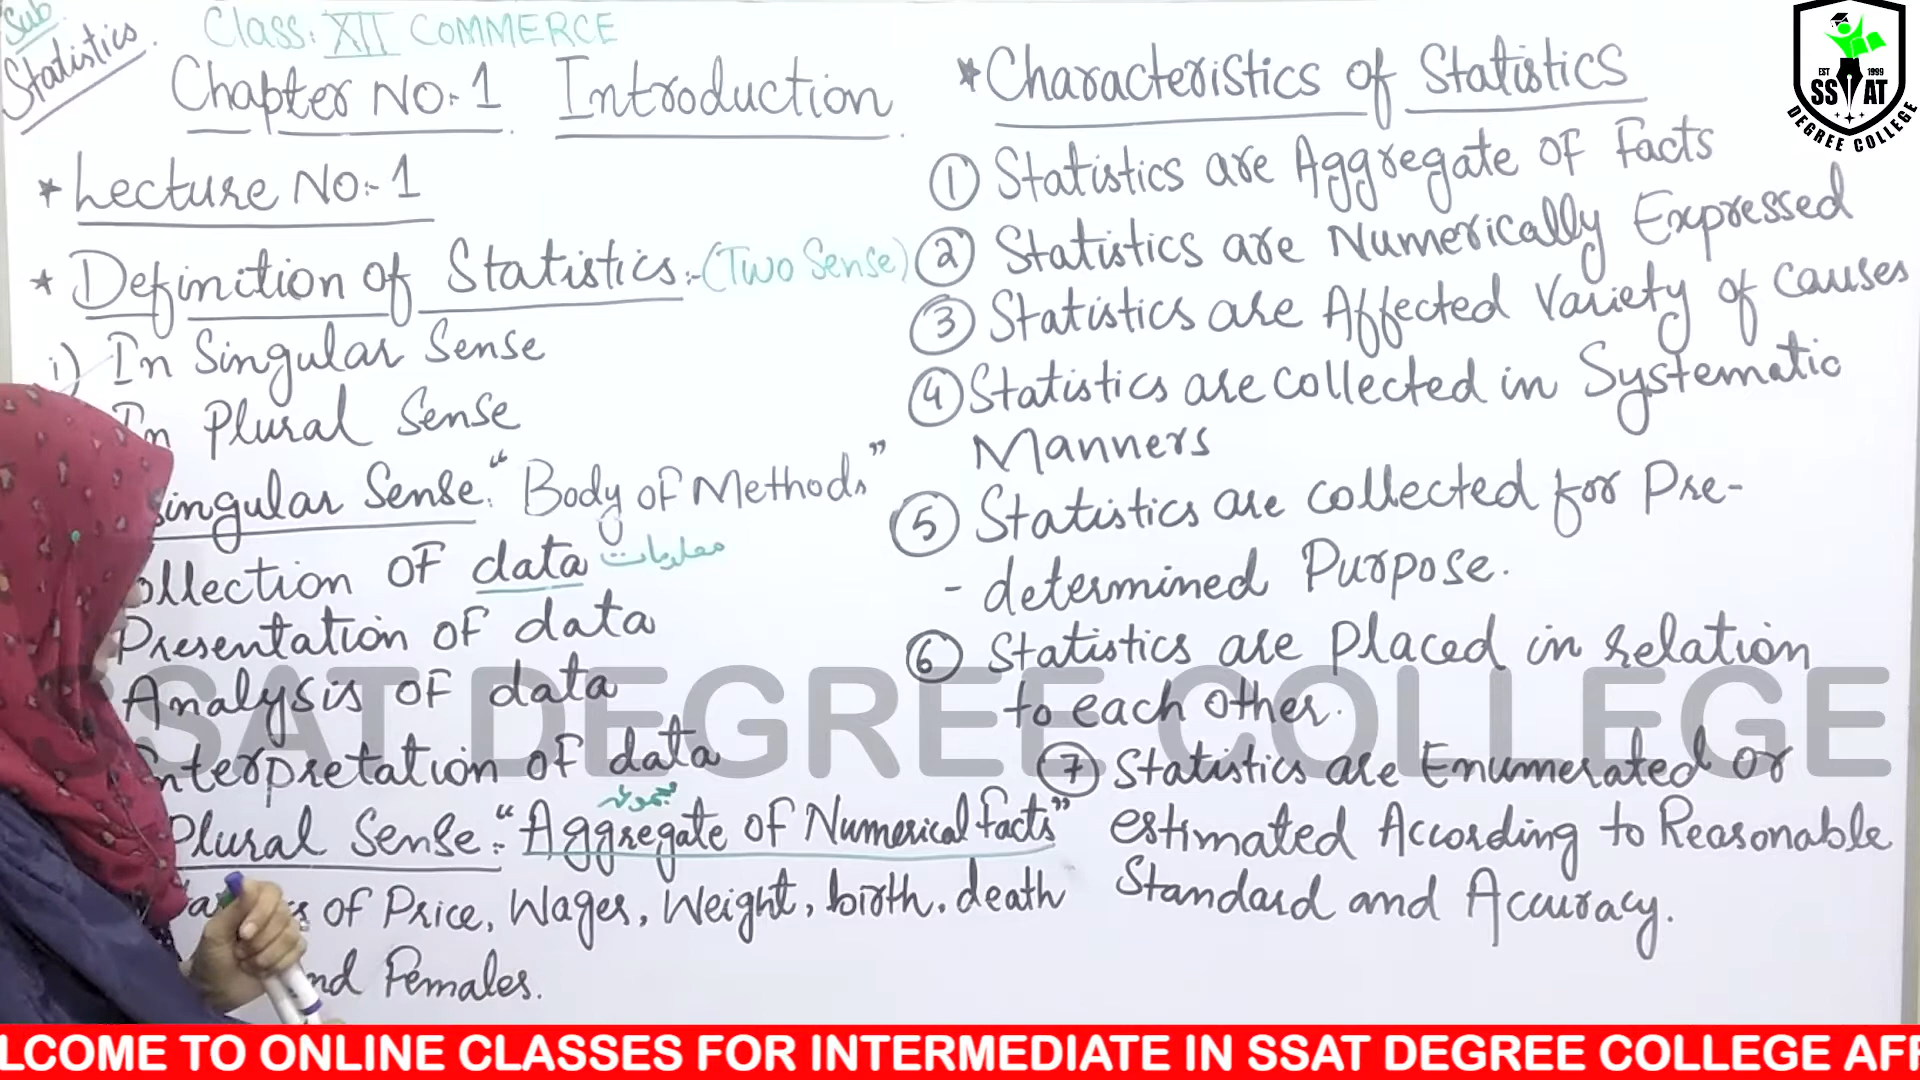 Sub
Statistics.
Class: XII COMMERCE
Chapter NO:-1 Introduction.
* Lecture NO:-1
* Definition of Statistics:-(Two Sense)
i) In Singular Sense
In Plural Sense
ingular Sense: "Body of Methods"
ollection OF data معلومات
Presentation OF data
Analysis OF data
nterpretation OF data
مجموعہ
Plural Sense:- "Aggregate of Numerical facts"
s of Price, Wages, Weight, birth, death
nd Females.
* Characteristics of Statistics
① Statistics are Aggregate OF Facts
② Statistics are Numerically Expressed
③ Statistics are Affected Variety of causes
④ Statistics are collected in Systematic
Manners
⑤ Statistics are collected for Pre-
- determined Purpose.
⑥ Statistics are Placed in relation
to each other.
⑦ Statistics are Enumerated or
estimated According to Reasonable
Standard and Accuracy.
EST 1999
SSAT
DEGREE COLLEGE
SSAT DEGREE COLLEGE
LCOME TO ONLINE CLASSES FOR INTERMEDIATE IN SSAT DEGREE COLLEGE AFF